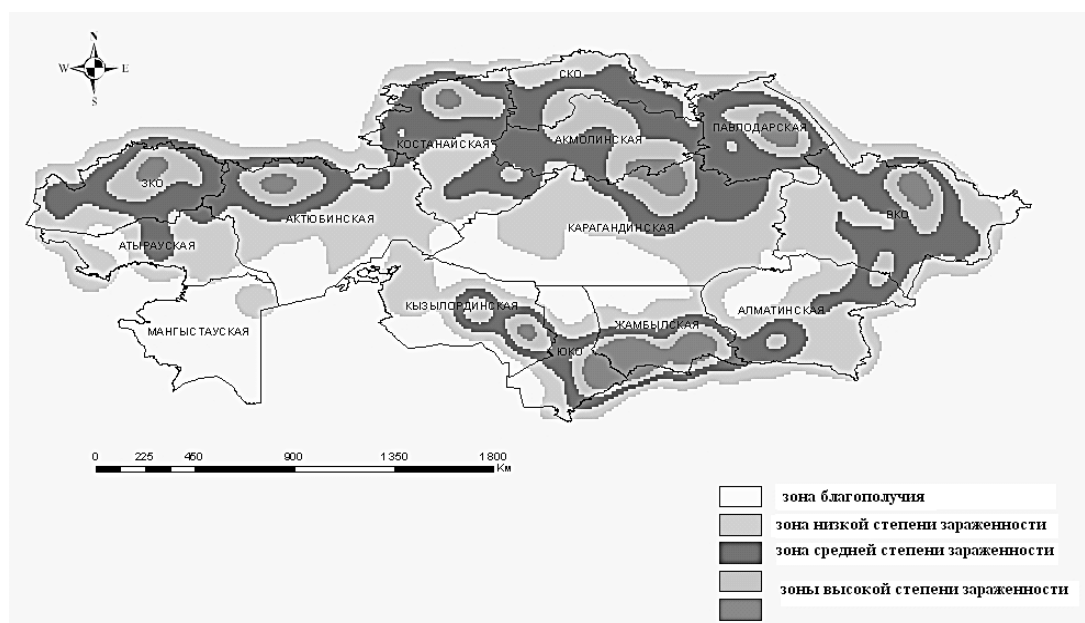 N
W E
S
СКО
КОСТАНАЙСКАЯ
АКМОЛИНСКАЯ
ПАВЛОДАРСКАЯ
ЗКО
АКТЮБИНСКАЯ
ВКО
АТЫРАУСКАЯ
КАРАГАНДИНСКАЯ
МАНГЫСТАУСКАЯ
КЫЗЫЛОРДИНСКАЯ
ЖАМБЫЛСКАЯ
АЛМАТИНСКАЯ
ЮКО
0 225 450 900 1 350 1 800
Км
зона благополучия
зона низкой степени зараженности
зона средней степени зараженности
зоны высокой степени зараженности